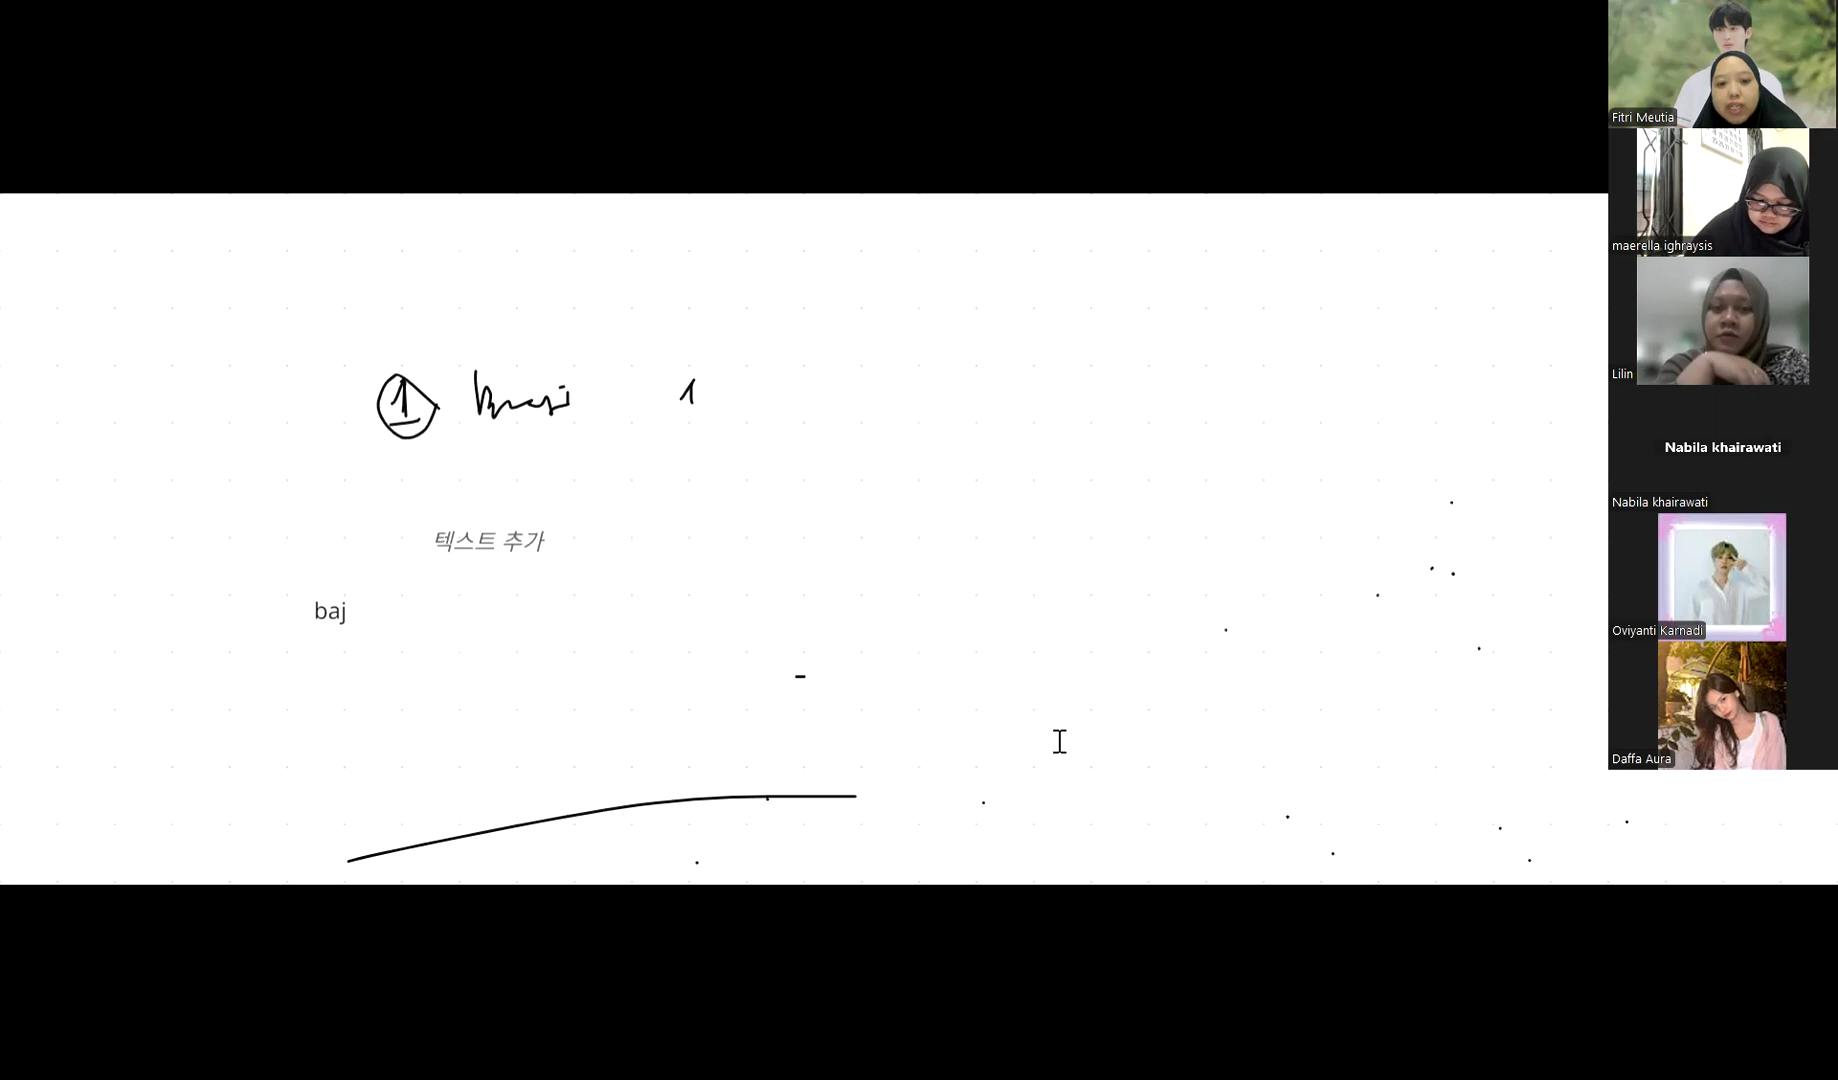 1 1
텍스트 추가
baj
Fitri Meutia
maerella ighraysis
Lilin
Nabila khairawati
Nabila khairawati
Oviyanti Karnadi
Daffa Aura